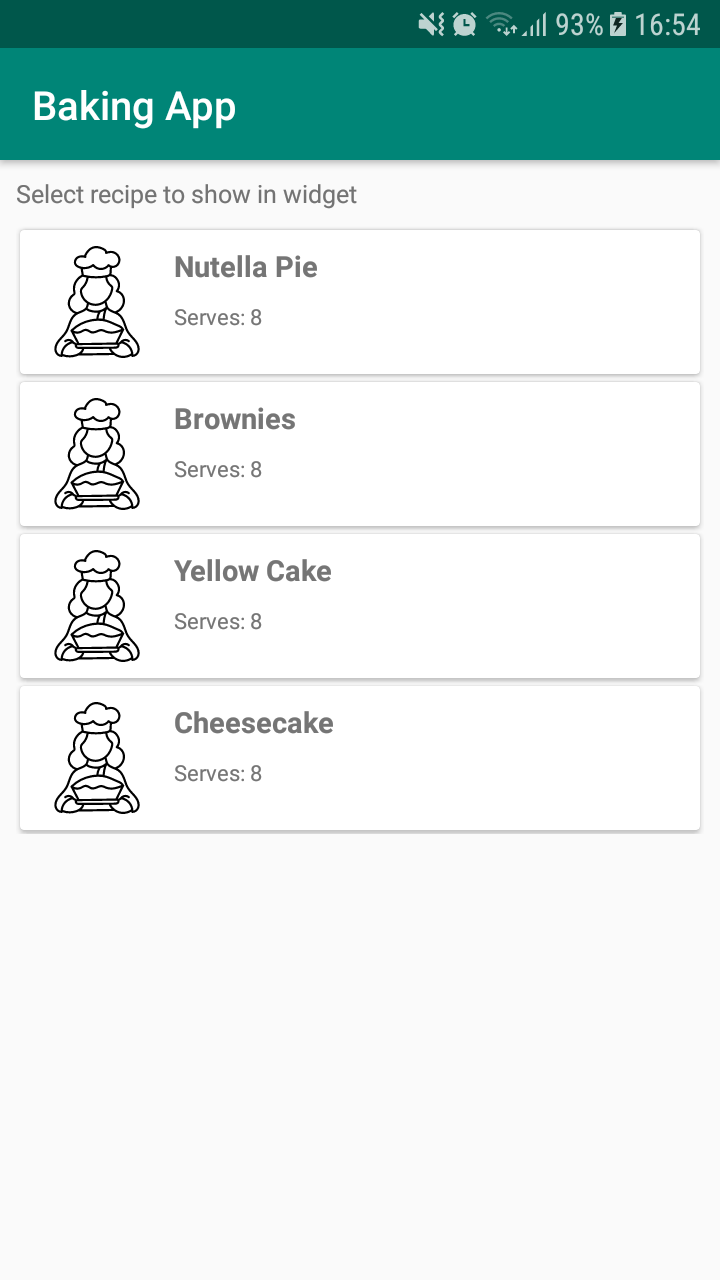 93% 16:54
Baking App
Select recipe to show in widget
Nutella Pie
Serves: 8
Brownies
Serves: 8
Yellow Cake
Serves: 8
Cheesecake
Serves: 8